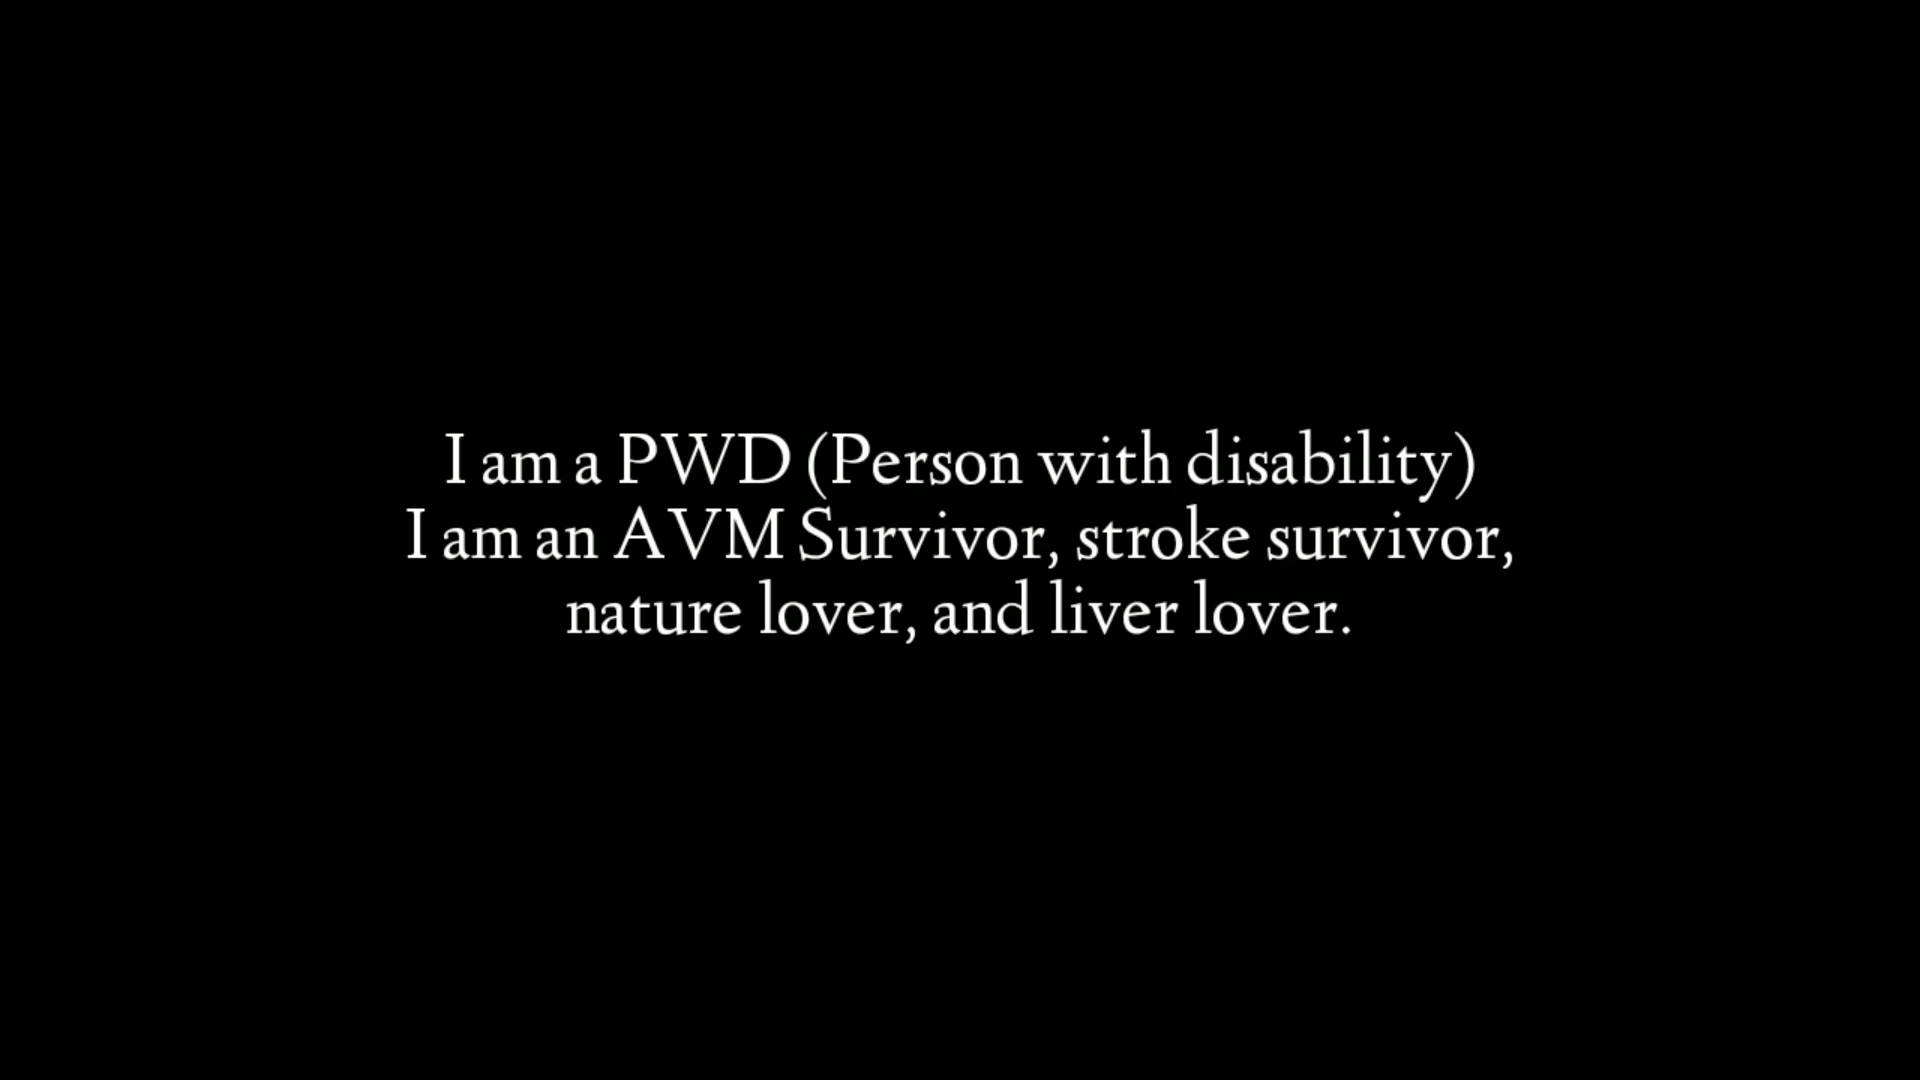 I am a PWD (Person with disability)
I am an AVM Survivor, stroke survivor,
nature lover, and liver lover.